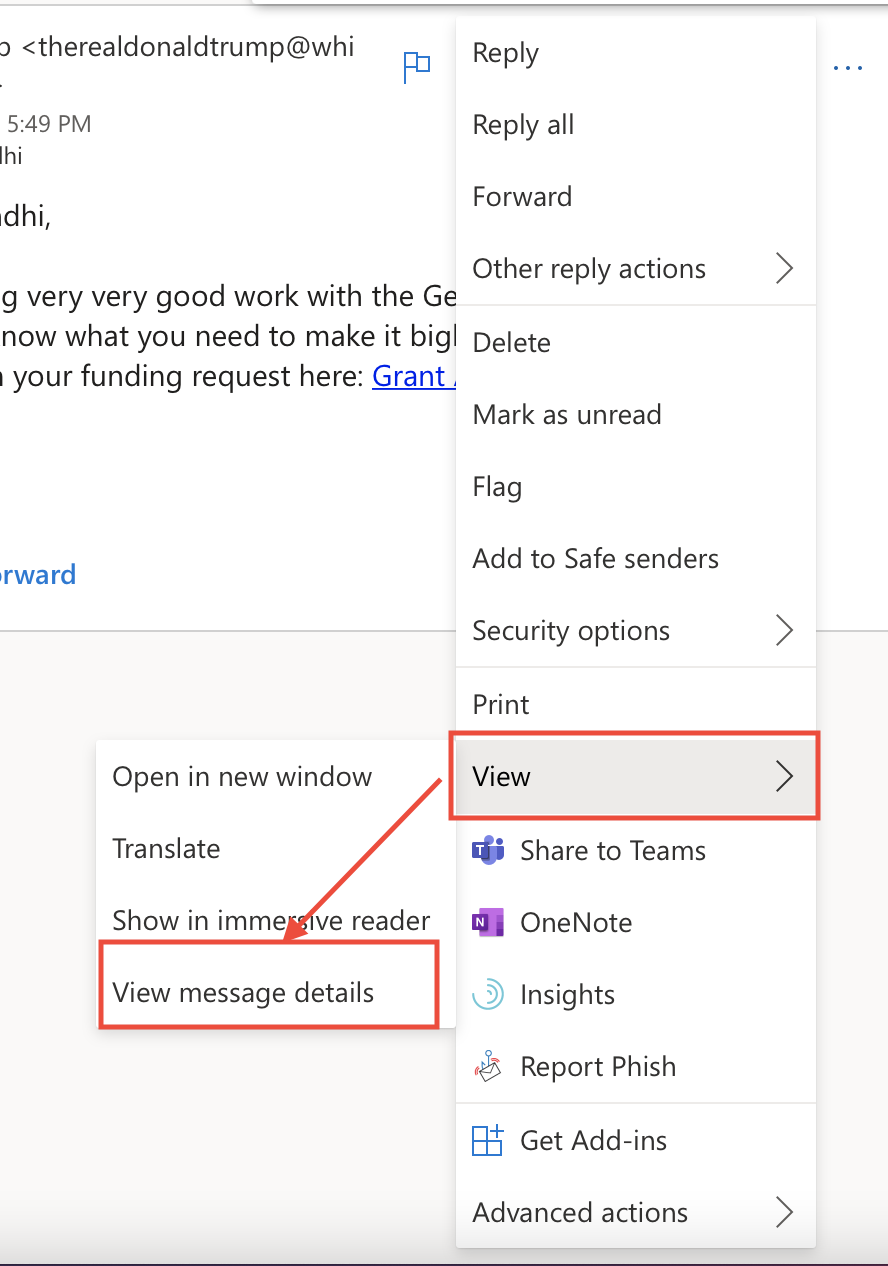 <therealdonaldtrump@whi
5:49 PM
dhi
adhi,
g very very good work with the Ge
now what you need to make it big
your funding request here: Grant
orward
Reply
Reply all
Forward
Other reply actions
Delete
Mark as unread
Flag
Add to Safe senders
Security options
Print
View
Share to Teams
OneNote
Insights
Report Phish
Get Add-ins
Advanced actions
Open in new window
Translate
Show in immersive reader
View message details